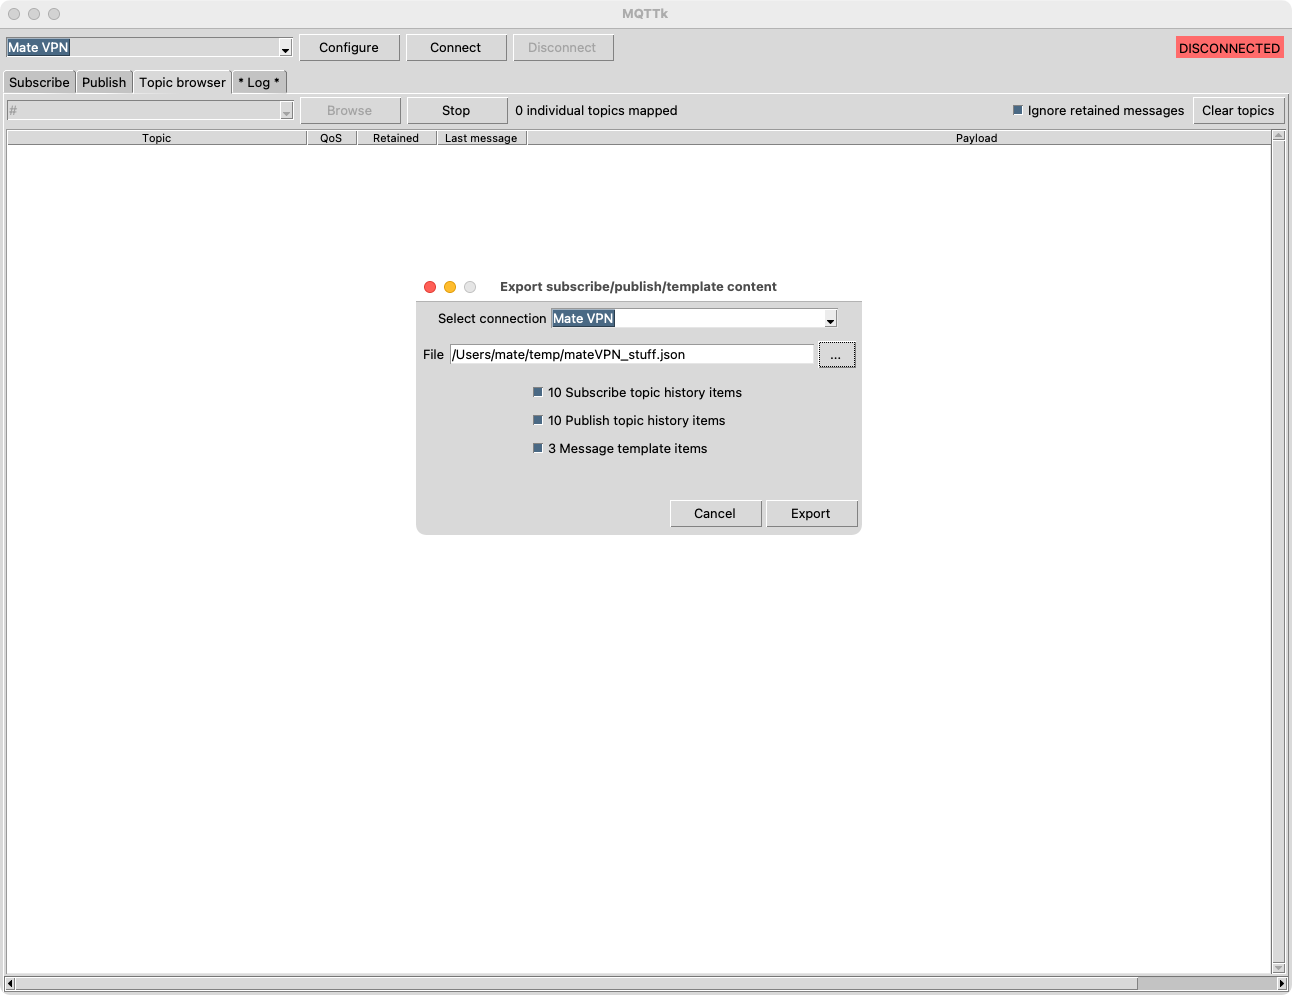 MQTTk
Mate VPN Configure Connect Disconnect DISCONNECTED
Subscribe Publish Topic browser * Log *
# Browse Stop 0 individual topics mapped Ignore retained messages Clear topics
Topic QoS Retained Last message Payload
Export subscribe/publish/template content
Select connection Mate VPN
File /Users/mate/temp/mateVPN_stuff.json ...
10 Subscribe topic history items
10 Publish topic history items
3 Message template items
Cancel Export